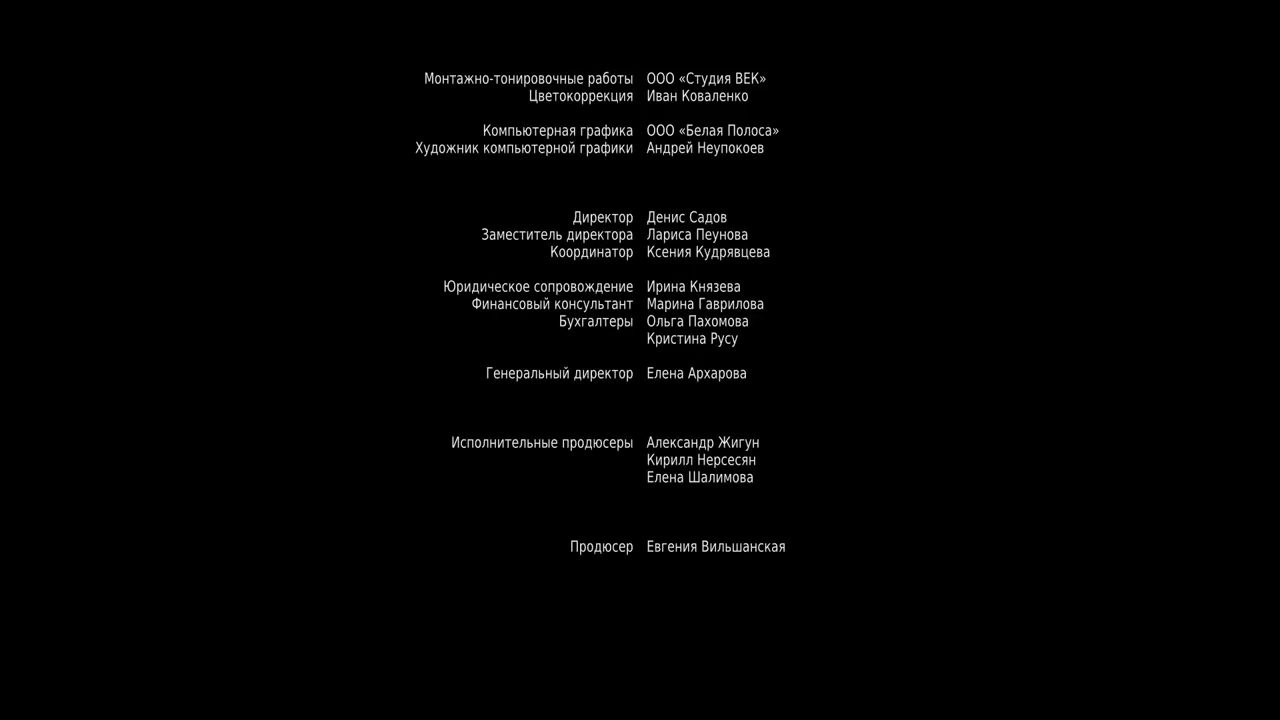 Монтажно-тонировочные работы ООО «Студия ВЕК»
Цветокоррекция Иван Коваленко
Компьютерная графика ООО «Белая Полоса»
Художник компьютерной графики Андрей Неупокоев
Директор Денис Садов
Заместитель директора Лариса Пеунова
Координатор Ксения Кудрявцева
Юридическое сопровождение Ирина Князева
Финансовый консультант Марина Гаврилова
Бухгалтеры Ольга Пахомова
Кристина Русу
Генеральный директор Елена Архарова
Исполнительные продюсеры Александр Жигун
Кирилл Нерсесян
Елена Шалимова
Продюсер Евгения Вильшанская